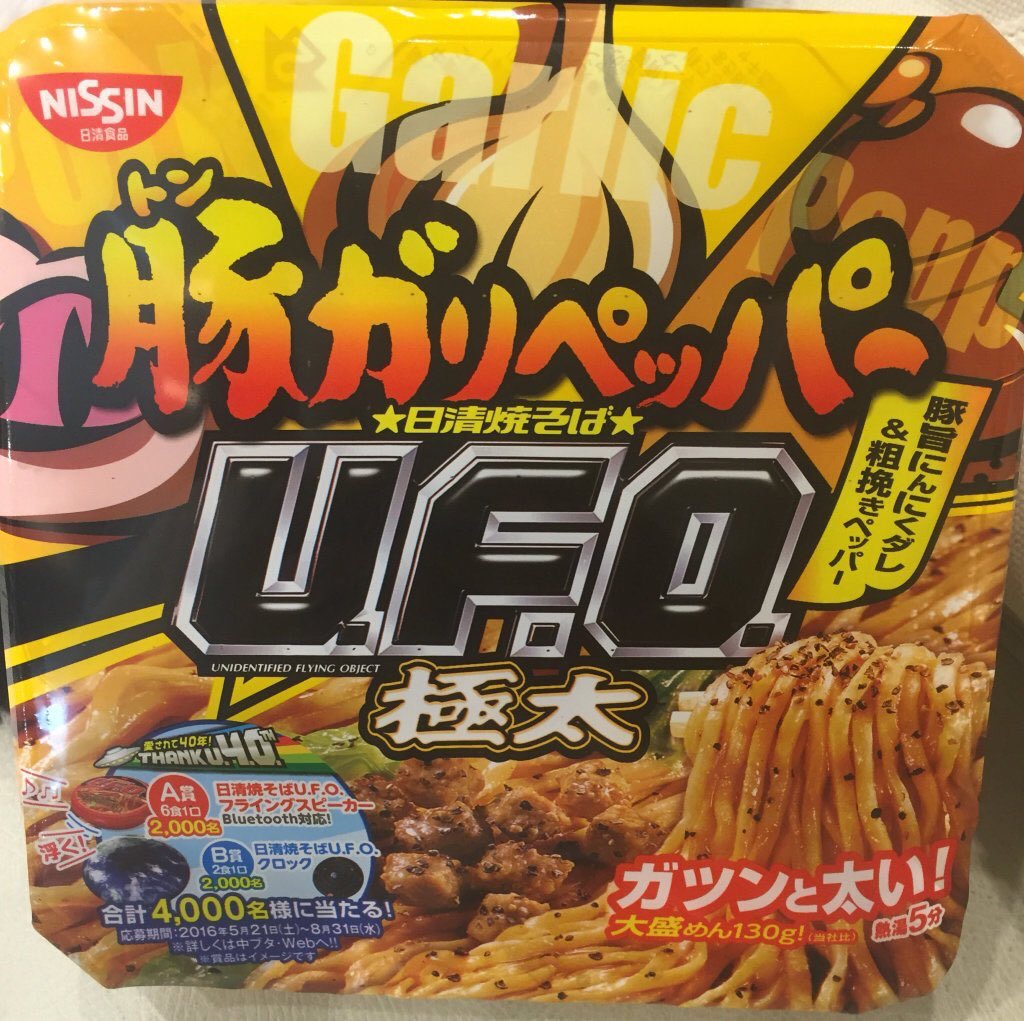 Garlic
NISSIN
日清食品
トン
豚ガリペッパー
★日清焼そば★
U.F.O.
UNIDENTIFIED FLYING OBJECT
極太
豚旨にんにくダレ
&粗挽きペッパー
愛されて40年!
THANK U.40TH
A賞
6食1口
2,000名
日清焼そばU.F.O.
フライングスピーカー
Bluetooth対応!
浮く!
B賞
2食1口
2,000名
日清焼そばU.F.O.
クロック
合計4,000名様に当たる!
応募期間:2016年5月21日(土)~8月31日(水)
※詳しくは中ブタ・Webへ!!
※賞品はイメージです
ガツンと太い!
大盛めん130g!(当社比)
熱湯5分